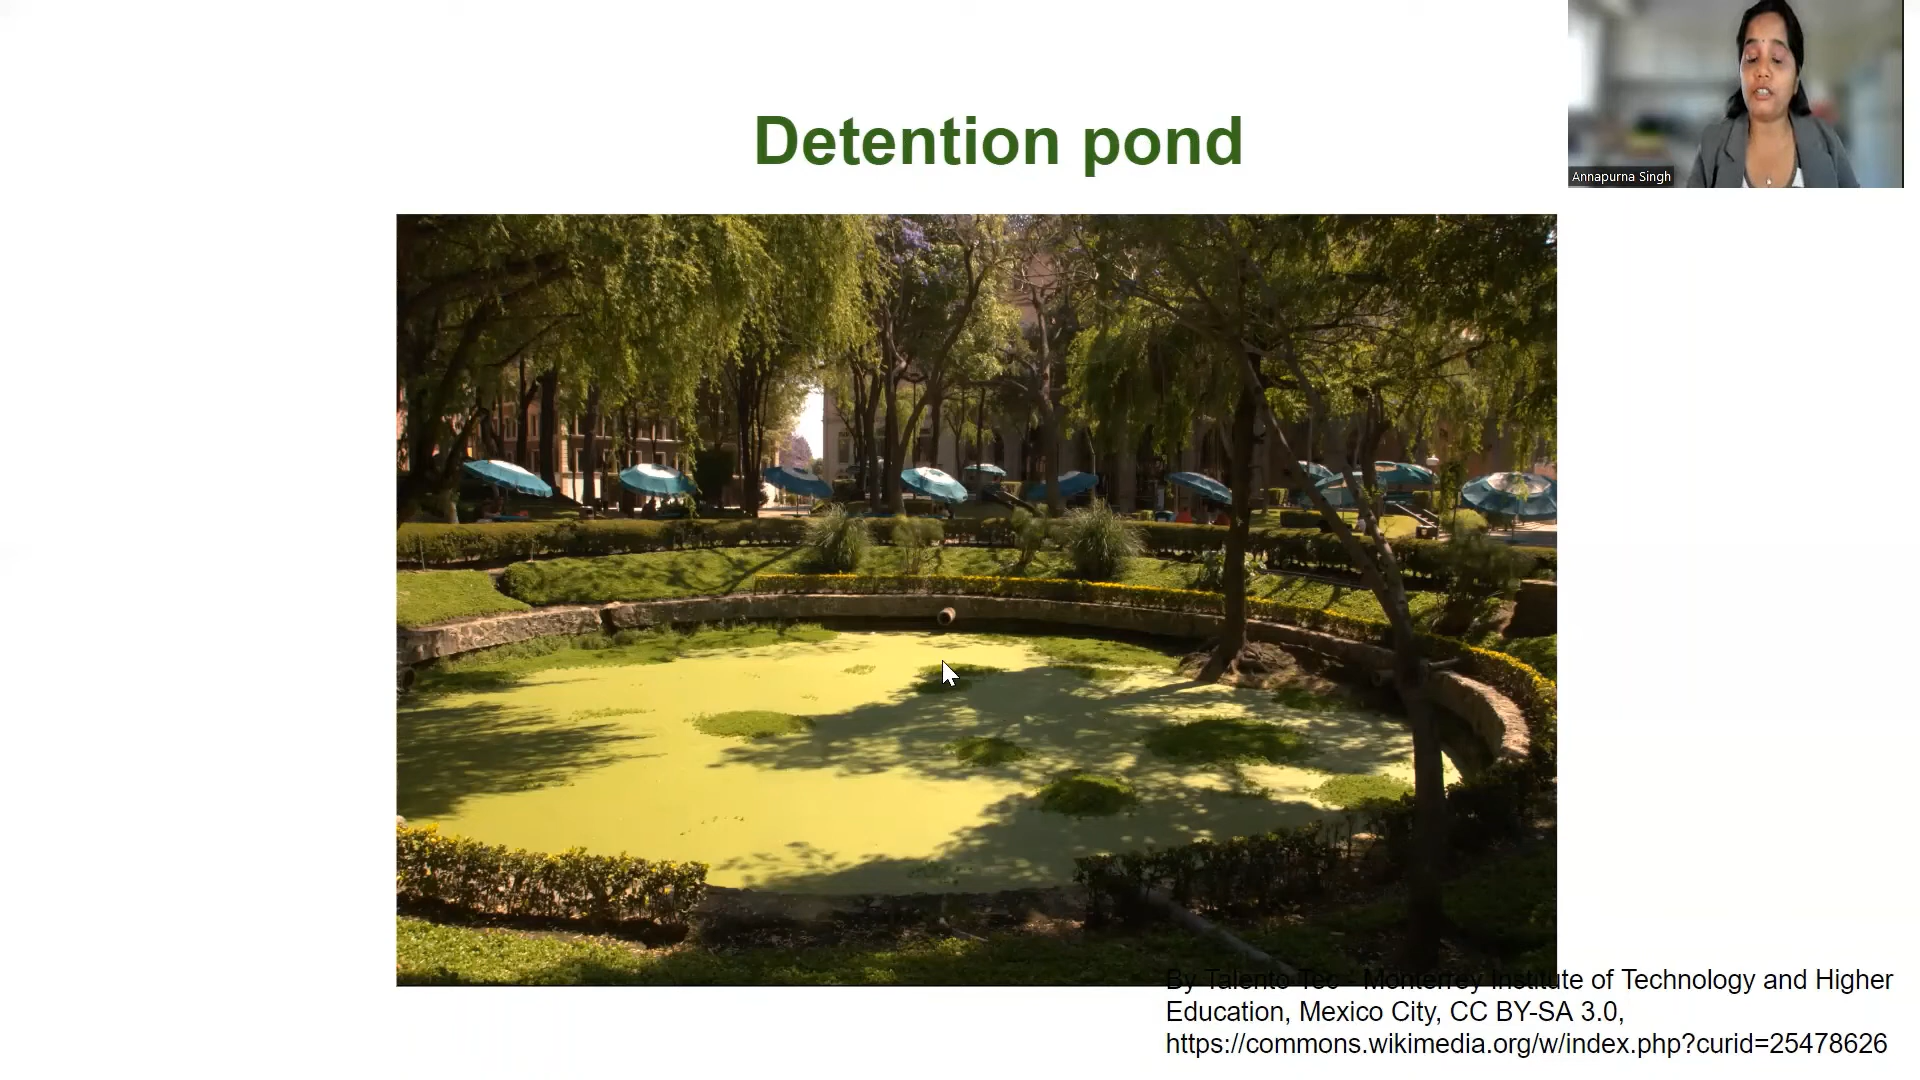 Detention pond
Annapurna Singh
By Talento Tec - Monterrey Institute of Technology and Higher
Education, Mexico City, CC BY-SA 3.0,
https://commons.wikimedia.org/w/index.php?curid=25478626